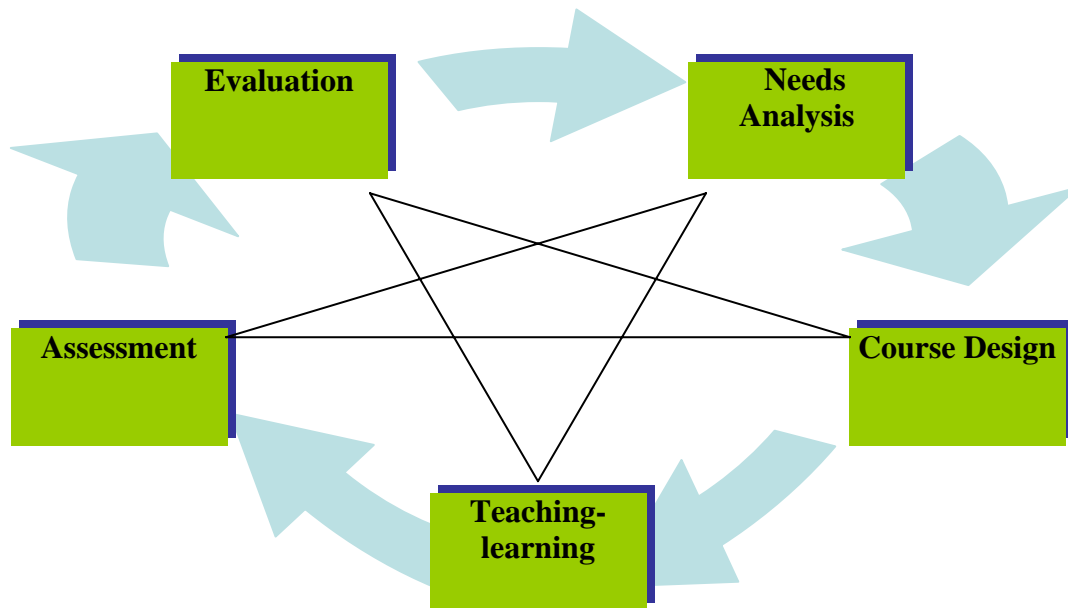 Evaluation
Needs
Analysis
Assessment
Course Design
Teaching-
learning